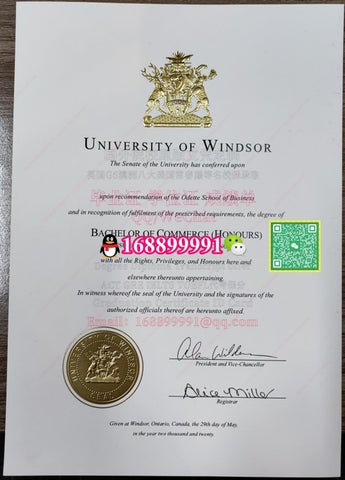 UNIVERSITY OF WINDSOR
The Senate of the University has conferred upon
upon recommendation of the Odette School of Business
and in recognition of fulfilment of the prescribed requirements, the degree of
BACHELOR OF COMMERCE (HONOURS)
168899991
with all the Rights, Privileges, and Honours here and
elsewhere thereunto appertaining.
In witness whereof the seal of the University and the signatures of the
authorized officials thereof are hereunto affixed.
Email: 168899991@qq.com
President and Vice-Chancellor
Alice Miller
Registrar
Given at Windsor, Ontario, Canada, the 29th day of May,
in the year two thousand and twenty.